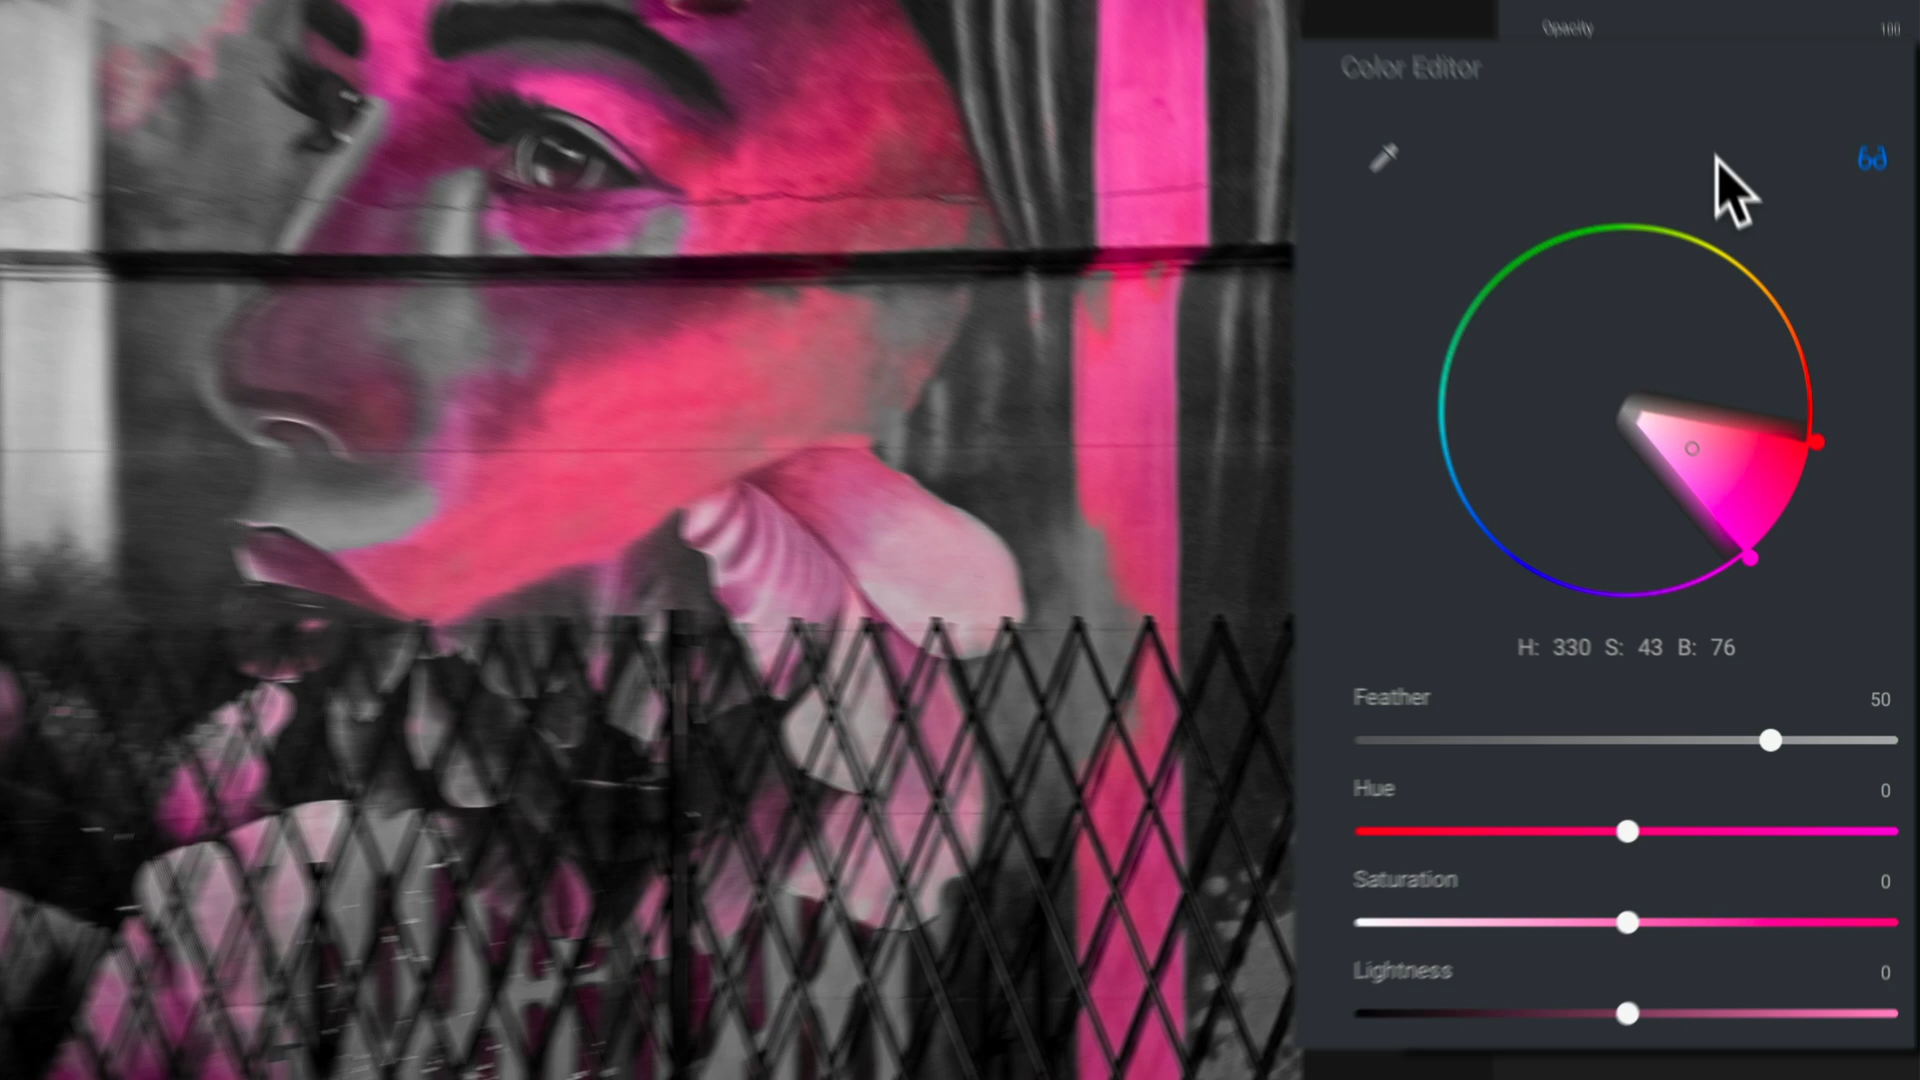 Opacity 100
Color Editor
H: 330 S: 43 B: 76
Feather 50
Hue 0
Saturation 0
Lightness 0